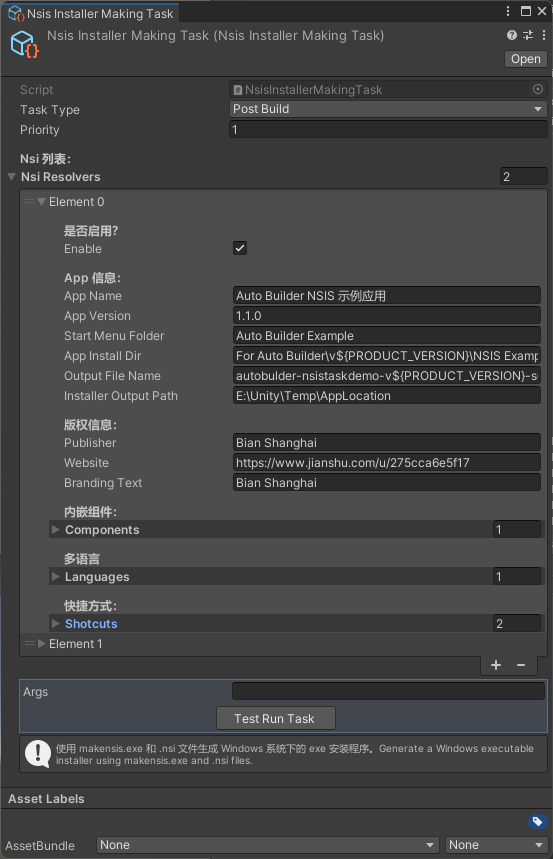 Nsis Installer Making Task
Nsis Installer Making Task (Nsis Installer Making Task)
Open
Script NsisInstallerMakingTask
Task Type Post Build
Priority 1
Nsi 列表:
Nsi Resolvers 2
Element 0
是否启用?
Enable
App 信息:
App Name Auto Builder NSIS 示例应用
App Version 1.1.0
Start Menu Folder Auto Builder Example
App Install Dir For Auto Builder\v${PRODUCT_VERSION}\NSIS Examp
Output File Name autobulder-nsistaskdemo-v${PRODUCT_VERSION}-s
Installer Output Path E:\Unity\Temp\AppLocation
版权信息:
Publisher Bian Shanghai
Website https://www.jianshu.com/u/275cca6e5f17
Branding Text Bian Shanghai
内嵌组件:
Components 1
多语言
Languages 1
快捷方式:
Shotcuts 2
Element 1
+ −
Args
Test Run Task
使用 makensis.exe 和 .nsi 文件生成 Windows 系统下的 exe 安装程序。Generate a Windows executable
installer using makensis.exe and .nsi files.
Asset Labels
AssetBundle None None